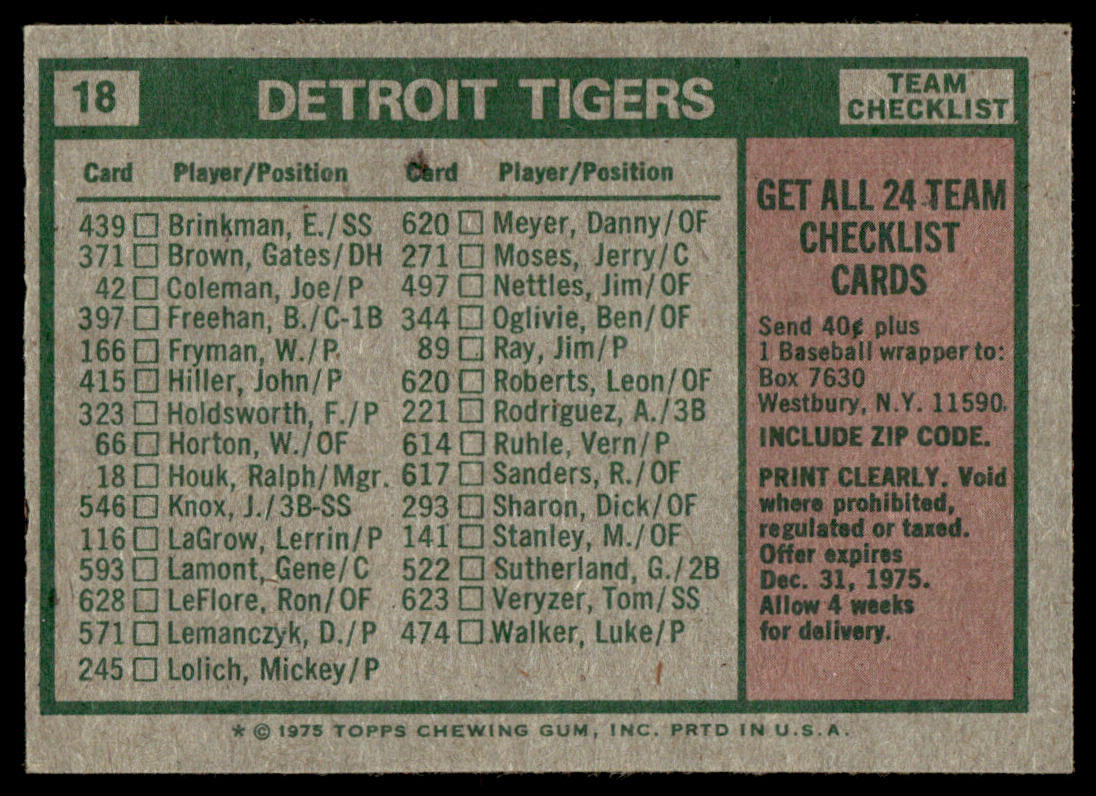 18
DETROIT TIGERS
TEAM
CHECKLIST
Card Player/Position
439 Brinkman, E./SS
371 Brown, Gates/DH
42 Coleman, Joe/P
397 Freehan, B./C-1B
166 Fryman, W./P
415 Hiller, John/P
323 Holdsworth, F./P
66 Horton, W./OF
18 Houk, Ralph/Mgr.
546 Knox, J./3B-SS
116 LaGrow, Lerrin/P
593 Lamont, Gene/C
628 LeFlore, Ron/OF
571 Lemanczyk, D./P
245 Lolich, Mickey/P
Card Player/Position
620 Meyer, Danny/OF
271 Moses, Jerry/C
497 Nettles, Jim/OF
344 Oglivie, Ben/OF
89 Ray, Jim/P
620 Roberts, Leon/OF
221 Rodriguez, A./3B
614 Ruhle, Vern/P
617 Sanders, R./OF
293 Sharon, Dick/OF
141 Stanley, M./OF
522 Sutherland, G./2B
623 Veryzer, Tom/SS
474 Walker, Luke/P
GET ALL 24 TEAM
CHECKLIST
CARDS
Send 40¢ plus
1 Baseball wrapper to:
Box 7630
Westbury, N.Y. 11590.
INCLUDE ZIP CODE.
PRINT CLEARLY. Void
where prohibited,
regulated or taxed.
Offer expires
Dec. 31, 1975.
Allow 4 weeks
for delivery.
* © 1975 TOPPS CHEWING GUM, INC. PRTD IN U.S.A.